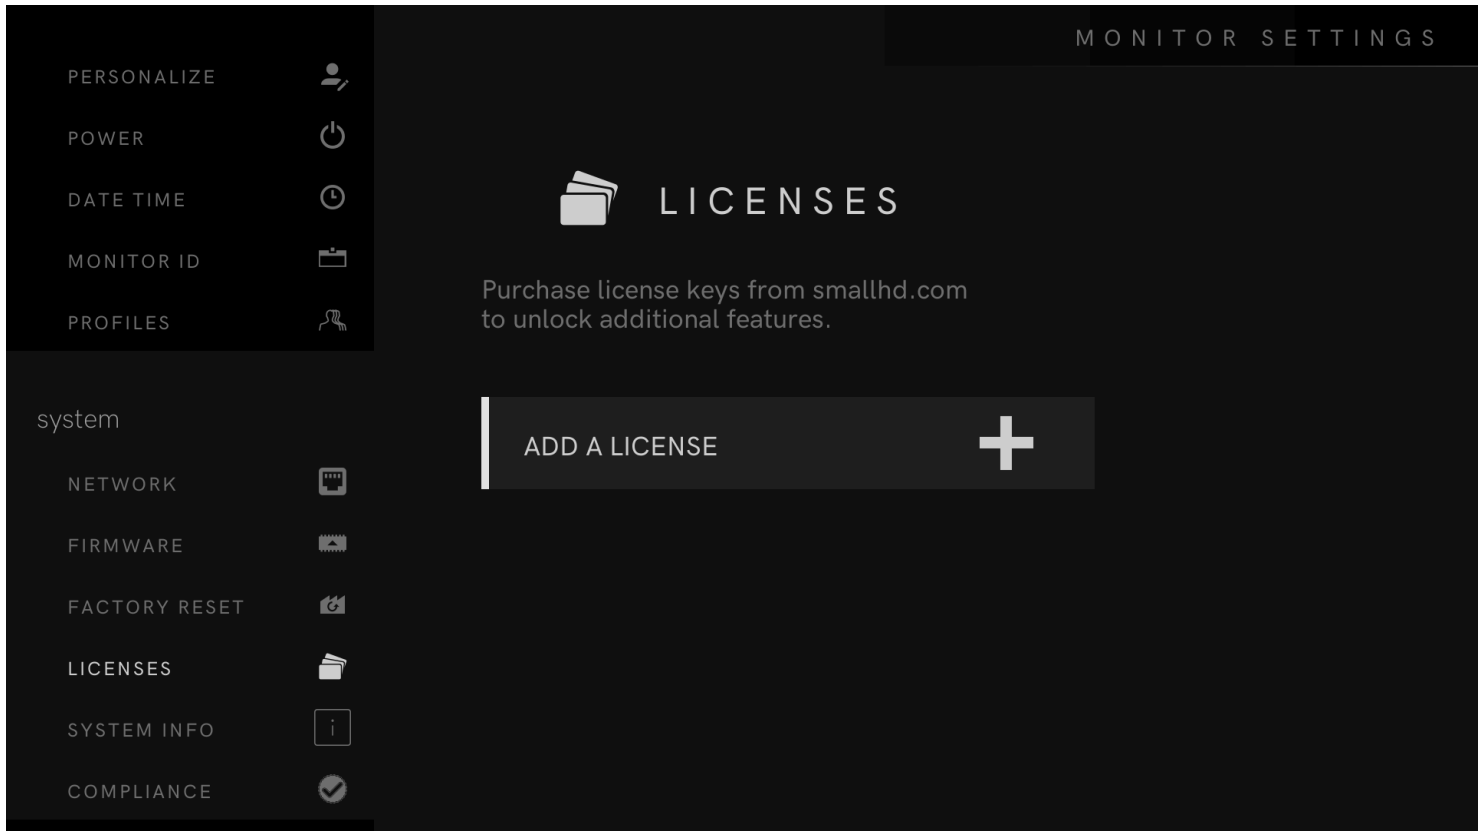 MONITOR SETTINGS
PERSONALIZE
POWER
DATE TIME
MONITOR ID
PROFILES
system
NETWORK
FIRMWARE
FACTORY RESET
LICENSES
SYSTEM INFO
i
COMPLIANCE
LICENSES
Purchase license keys from smallhd.com
to unlock additional features.
ADD A LICENSE